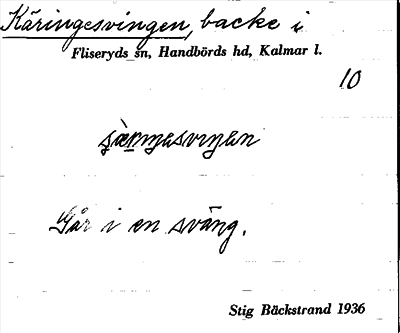 Käringesvingen, backe i
Fliseryds sn, Handbörds hd, Kalmar l.
10
Går i en sväng.
Stig Bäckstrand 1936